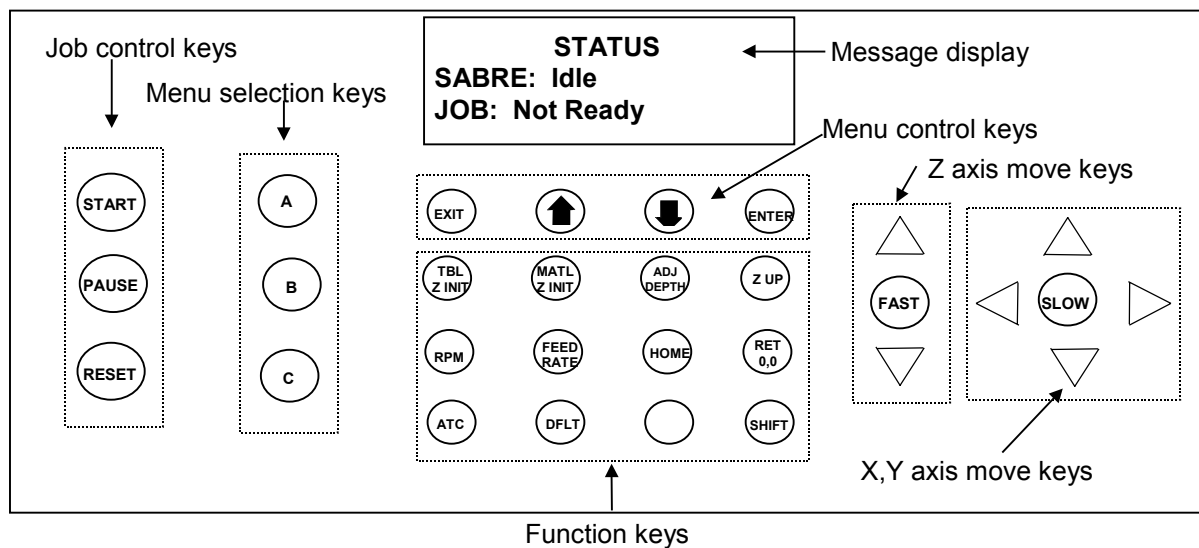 Job control keys
Menu selection keys
STATUS
SABRE: Idle
JOB: Not Ready
Message display
Menu control keys
Z axis move keys
START
PAUSE
RESET
A
B
C
EXIT
ENTER
TBL
Z INIT
MATL
Z INIT
ADJ
DEPTH
Z UP
RPM
FEED
RATE
HOME
RET
0,0
ATC
DFLT
SHIFT
FAST
SLOW
X,Y axis move keys
Function keys